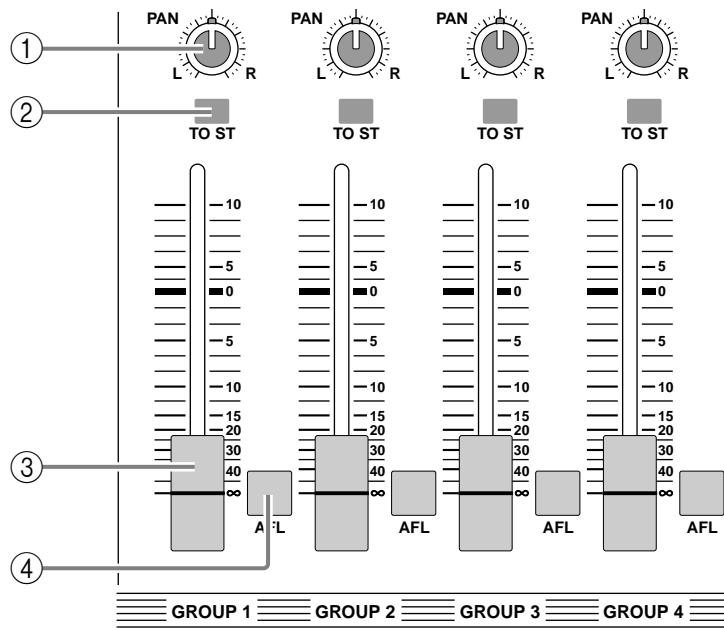 PAN PAN PAN PAN
①
L R L R L R L R
②
TO ST TO ST TO ST TO ST
10 10 10 10
5 5 5 5
0 0 0 0
5 5 5 5
10 10 10 10
15 15 15 15
20 20 20 20
30 30 30 30
③
40 40 40 40
∞ ∞ ∞ ∞
AFL AFL AFL AFL
④
GROUP 1 GROUP 2 GROUP 3 GROUP 4